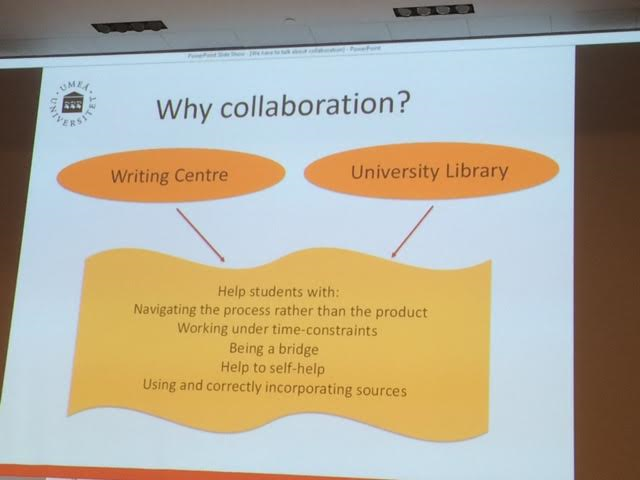 PowerPoint Slide Show - [We have to talk about collaboration] - PowerPoint
UMEÅ UNIVERSITET
Why collaboration?
Writing Centre
University Library
Help students with:
Navigating the process rather than the product
Working under time-constraints
Being a bridge
Help to self-help
Using and correctly incorporating sources